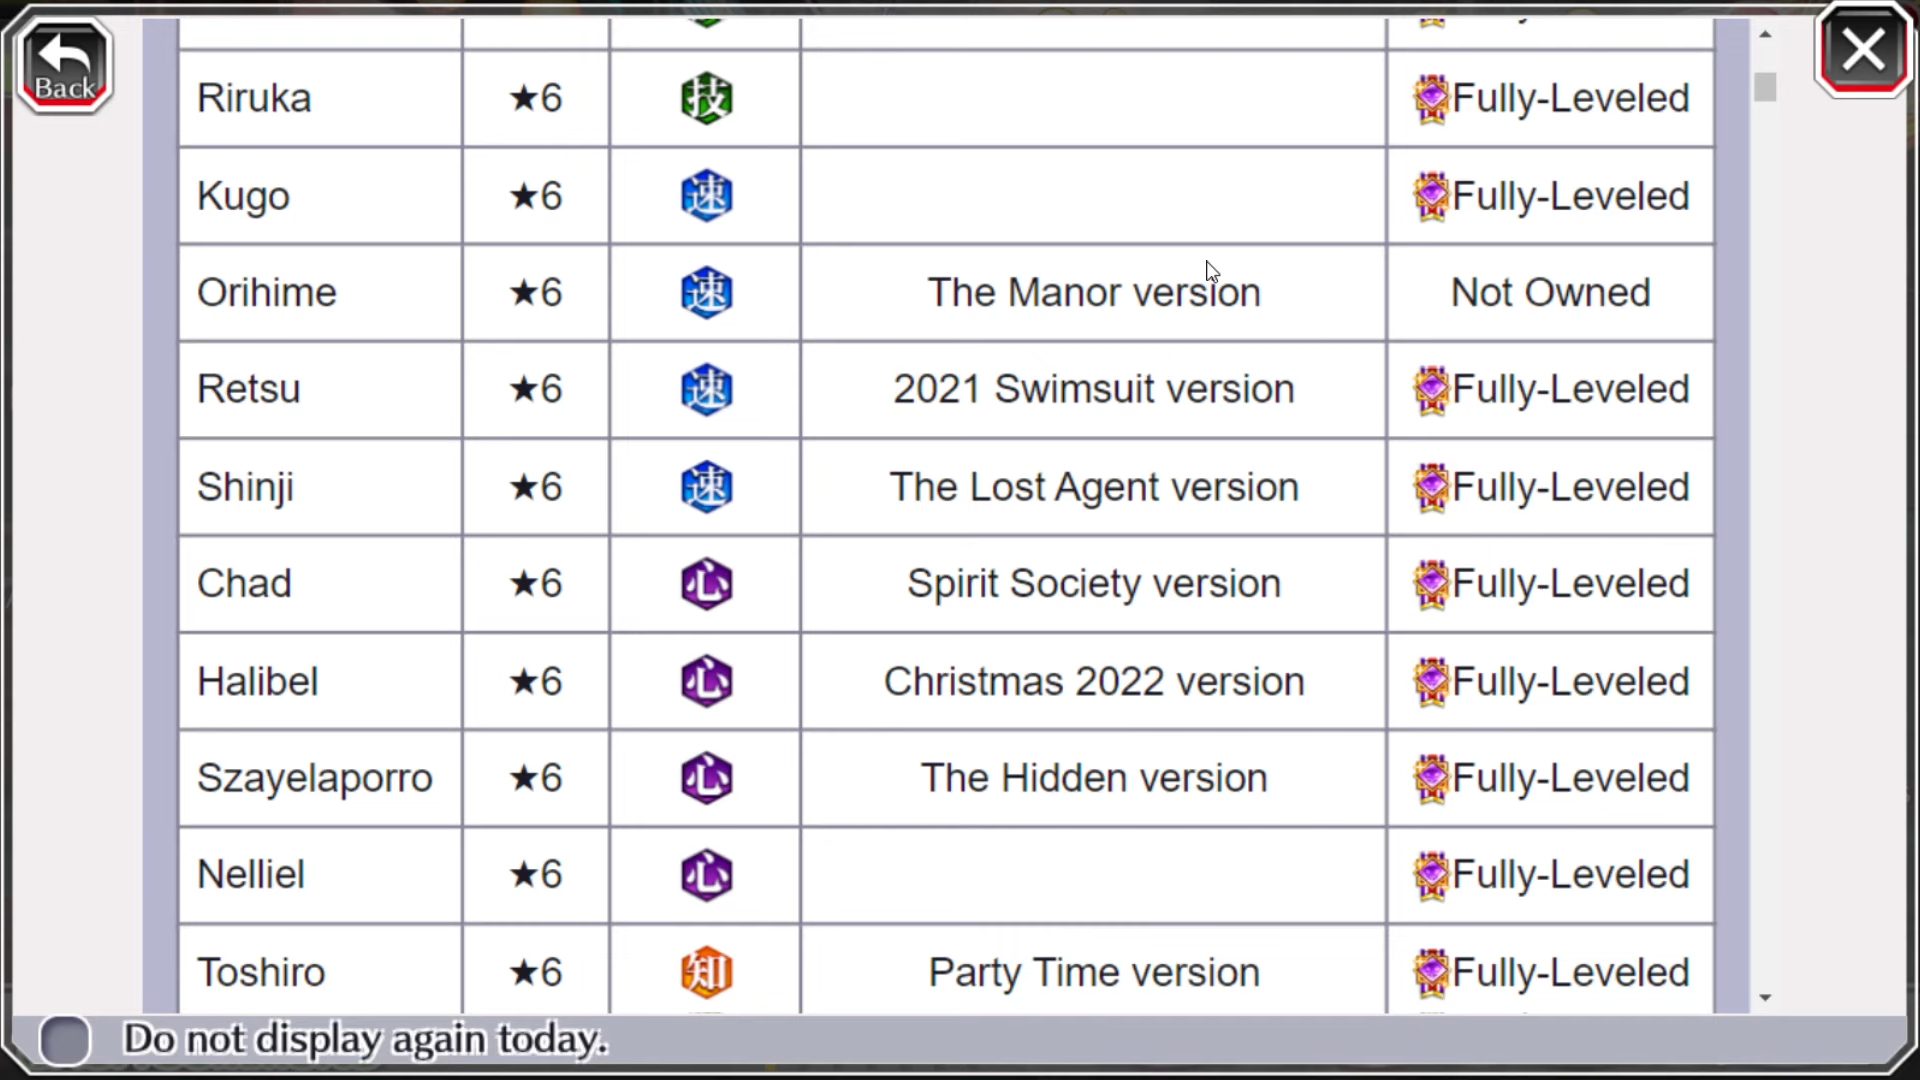 Back
Riruka ★6 技 Fully-Leveled
Kugo ★6 速 Fully-Leveled
Orihime ★6 速 The Manor version Not Owned
Retsu ★6 速 2021 Swimsuit version Fully-Leveled
Shinji ★6 速 The Lost Agent version Fully-Leveled
Chad ★6 心 Spirit Society version Fully-Leveled
Halibel ★6 心 Christmas 2022 version Fully-Leveled
Szayelaporro ★6 心 The Hidden version Fully-Leveled
Nelliel ★6 心 Fully-Leveled
Toshiro ★6 知 Party Time version Fully-Leveled
Do not display again today.